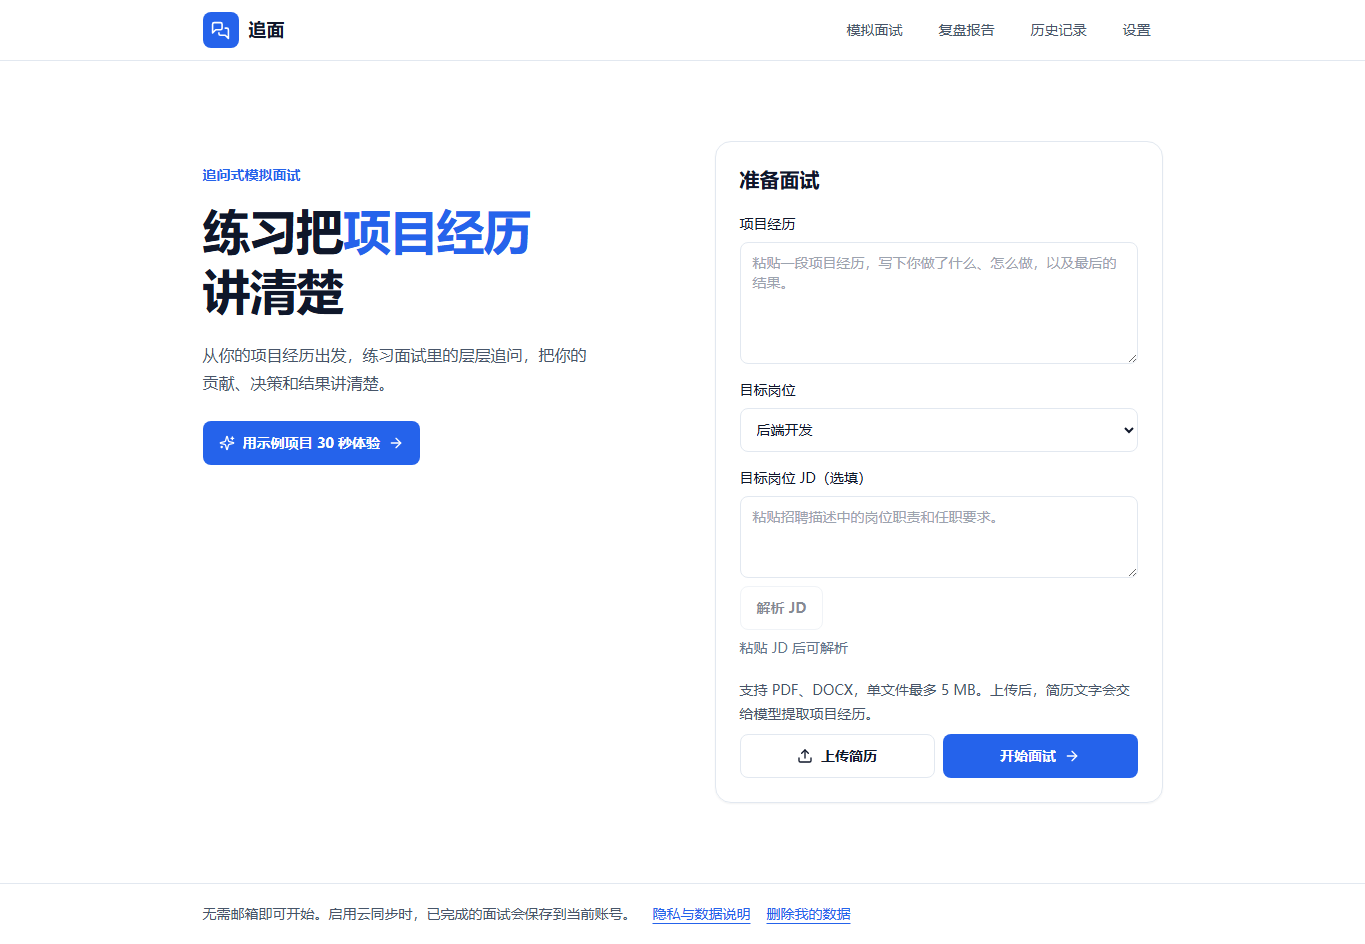 追面
模拟面试
复盘报告
历史记录
设置
追问式模拟面试
练习把项目经历
讲清楚
从你的项目经历出发，练习面试里的层层追问，把你的
贡献、决策和结果讲清楚。
用示例项目 30 秒体验
准备面试
项目经历
粘贴一段项目经历，写下你做了什么、怎么做，以及最后的
结果。
目标岗位
后端开发
目标岗位 JD（选填）
粘贴招聘描述中的岗位职责和任职要求。
解析 JD
粘贴 JD 后可解析
支持 PDF、DOCX，单文件最多 5 MB。上传后，简历文字会交
给模型提取项目经历。
上传简历
开始面试
无需邮箱即可开始。启用云同步时，已完成的面试会保存到当前账号。 隐私与数据说明 删除我的数据